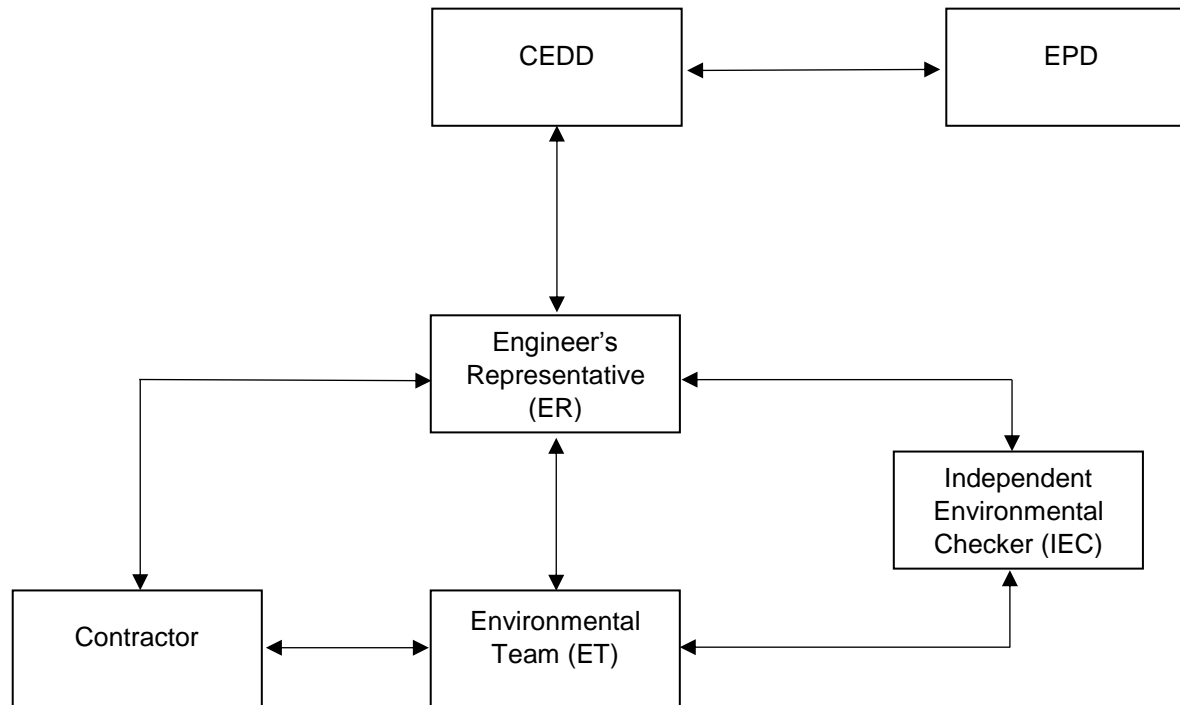 CEDD
EPD
Engineer’s
Representative
(ER)
Independent
Environmental
Checker (IEC)
Contractor
Environmental
Team (ET)